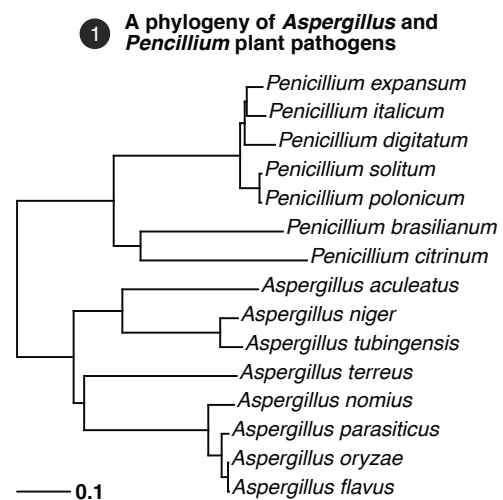 1 A phylogeny of Aspergillus and
Pencillium plant pathogens
Penicillium expansum
Penicillium italicum
Penicillium digitatum
Penicillium solitum
Penicillium polonicum
Penicillium brasilianum
Penicillium citrinum
Aspergillus aculeatus
Aspergillus niger
Aspergillus tubingensis
Aspergillus terreus
Aspergillus nomius
Aspergillus parasiticus
Aspergillus oryzae
Aspergillus flavus
0.1